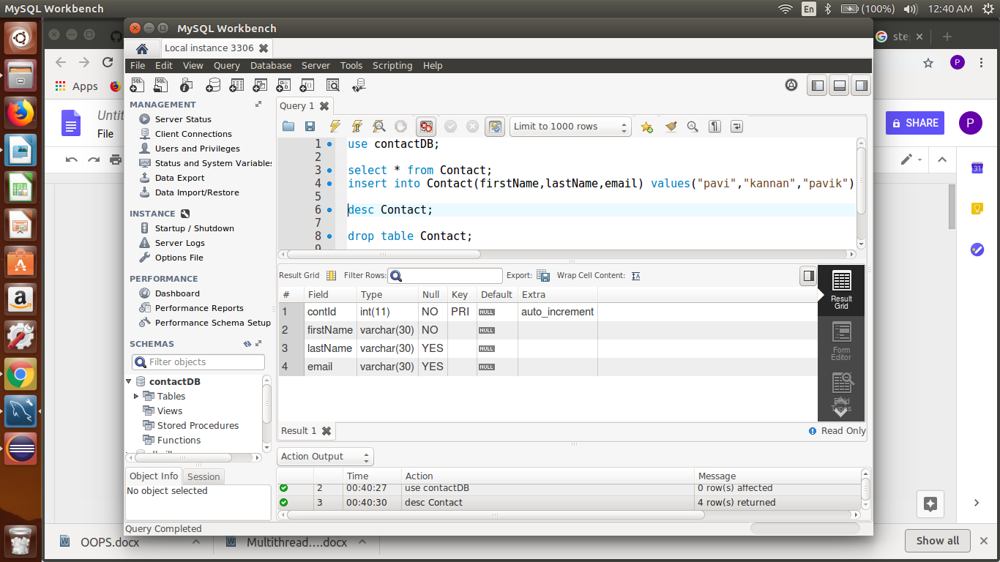 MySQL Workbench
En
(100%)
12:40 AM
MySQL Workbench
ste
Local instance 3306
File Edit View Query Database Server Tools Scripting Help
Apps
P
MANAGEMENT
Server Status
Client Connections
Users and Privileges
Status and System Variables
Data Export
Data Import/Restore
INSTANCE
Startup / Shutdown
Server Logs
Options File
PERFORMANCE
Dashboard
Performance Reports
Performance Schema Setup
SCHEMAS
Filter objects
contactDB
Tables
Views
Stored Procedures
Functions
Object Info Session
No object selected
Query Completed
Query 1
Limit to 1000 rows
1 use contactDB;
2
3 select * from Contact;
4 insert into Contact(firstName,lastName,email) values("pavi","kannan","pavik")
5
6 desc Contact;
7
8 drop table Contact;
9
Result Grid Filter Rows: Export: Wrap Cell Content:
# Field Type Null Key Default Extra
1 contId int(11) NO PRI NULL auto_increment
2 firstName varchar(30) NO NULL
3 lastName varchar(30) YES NULL
4 email varchar(30) YES NULL
Result Grid
Form Editor
Field Types
Result 1
Read Only
Action Output
Time Action Message
2 00:40:27 use contactDB 0 row(s) affected
3 00:40:30 desc Contact 4 row(s) returned
Untit
File
SHARE
P
31
OOPS.docx
Multithread....docx
Show all